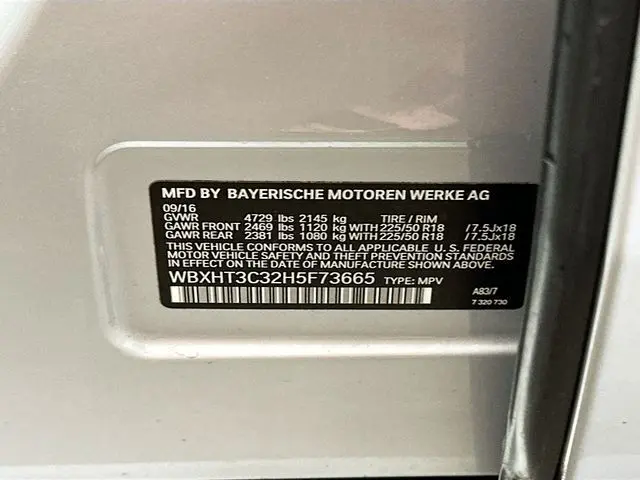 MFD BY BAYERISCHE MOTOREN WERKE AG
09/16
GVWR 4729 lbs 2145 kg TIRE / RIM
GAWR FRONT 2469 lbs 1120 kg WITH 225/50 R18 /7.5Jx18
GAWR REAR 2381 lbs 1080 kg WITH 225/50 R18 /7.5Jx18
THIS VEHICLE CONFORMS TO ALL APPLICABLE U.S. FEDERAL
MOTOR VEHICLE SAFETY AND THEFT PREVENTION STANDARDS
IN EFFECT ON THE DATE OF MANUFACTURE SHOWN ABOVE.
WBXHT3C32H5F73665 TYPE: MPV
A83/7
7 320 730